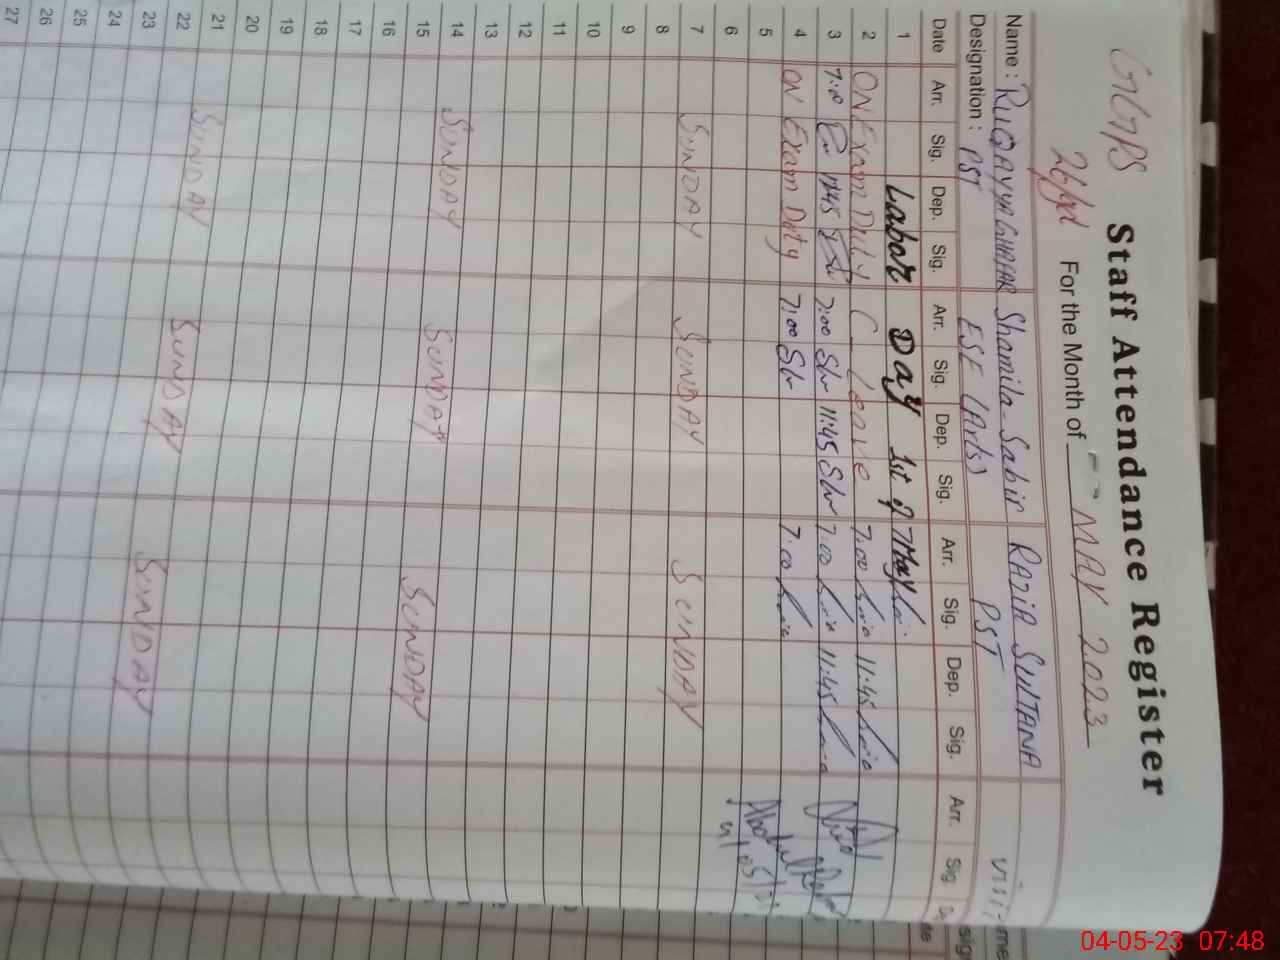 GGPS
Staff Attendance Register
For the Month of MAY 2023
Name : RUQAYYA GHAFAR Shamila Sabir RAZIA SULTANA
Designation : PST ESE (Arts) PST
Date Arr. Sig. Dep. Sig. Arr. Sig. Dep. Sig. Arr. Sig. Dep. Sig. Arr. Sig.
1 Labor Day 1st of May
2 ON Exam Duty C Leave 7:00 11:45
3 7:00 11:45 7:00 11:45 7:00 11:45
4 ON Exam Duty 7:00 7:00
5
6
7 SUNDAY SUNDAY SUNDAY
8
9
10
11
12
13
14 SUNDAY SUNDAY SUNDAY
15
16
17
18
19
20
21 SUNDAY SUNDAY SUNDAY
22
23
24
25
26
27
04-05-23 07:48